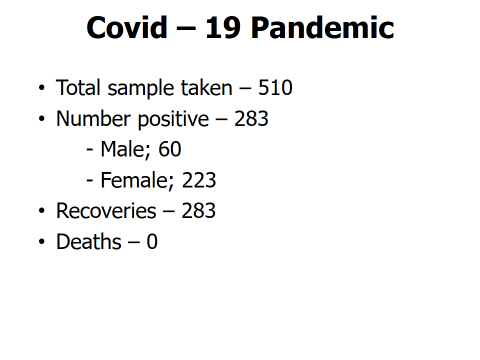 Covid – 19 Pandemic
• Total sample taken – 510
• Number positive – 283
- Male; 60
- Female; 223
• Recoveries – 283
• Deaths – 0